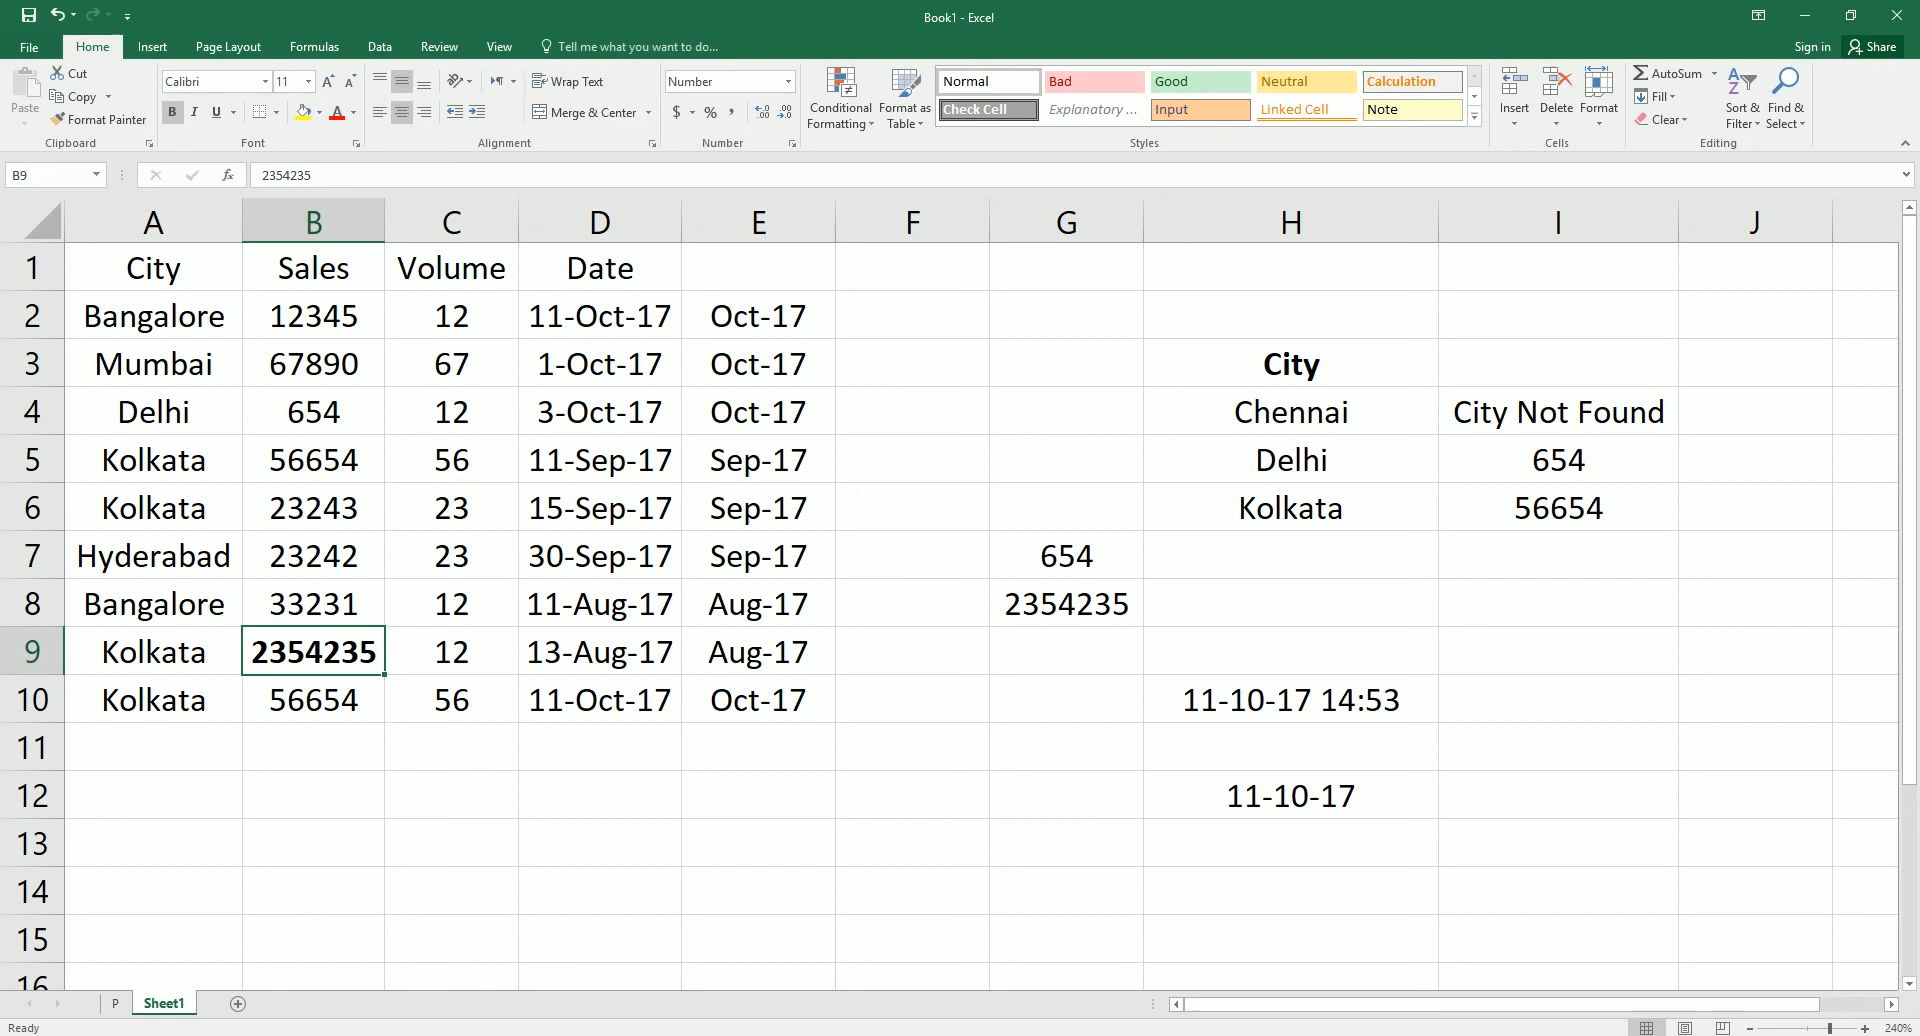 Book1 - Excel
File Home Insert Page Layout Formulas Data Review View Tell me what you want to do... Sign in Share
Paste
Cut
Copy
Format Painter
Clipboard
Calibri 11
B I U
Font
Wrap Text
Merge & Center
Alignment
Number
$ % ,
Number
Conditional Formatting
Format as Table
Normal Bad Good Neutral Calculation
Check Cell Explanatory ... Input Linked Cell Note
Styles
Insert Delete Format
Cells
AutoSum
Fill
Clear
Sort & Filter
Find & Select
Editing
B9 fx 2354235
A B C D E F G H I J
1 City Sales Volume Date
2 Bangalore 12345 12 11-Oct-17 Oct-17
3 Mumbai 67890 67 1-Oct-17 Oct-17 City
4 Delhi 654 12 3-Oct-17 Oct-17 Chennai City Not Found
5 Kolkata 56654 56 11-Sep-17 Sep-17 Delhi 654
6 Kolkata 23243 23 15-Sep-17 Sep-17 Kolkata 56654
7 Hyderabad 23242 23 30-Sep-17 Sep-17 654
8 Bangalore 33231 12 11-Aug-17 Aug-17 2354235
9 Kolkata 2354235 12 13-Aug-17 Aug-17
10 Kolkata 56654 56 11-Oct-17 Oct-17 11-10-17 14:53
11
12 11-10-17
13
14
15
16
P Sheet1
Ready 240%